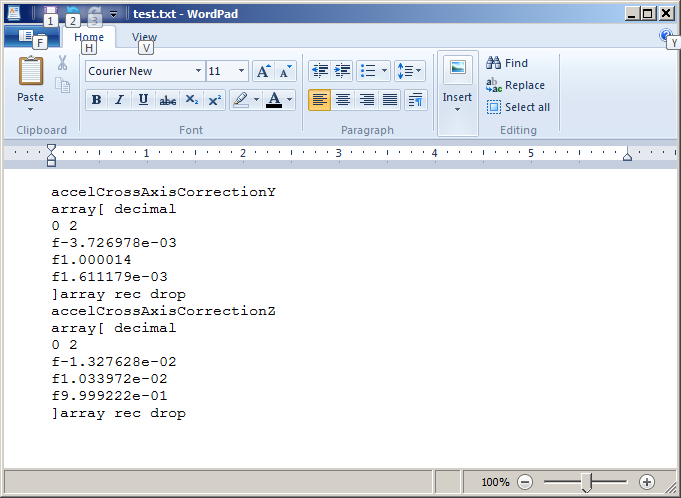 1 2 3 test.txt - WordPad
F Home View Y
H V
Courier New 11 Find
Paste Insert Replace
B I U abc X₂ X² A Select all
Clipboard Font Paragraph Editing
1 2 3 4 5
accelCrossAxisCorrectionY
array[ decimal
0 2
f-3.726978e-03
f1.000014
f1.611179e-03
]array rec drop
accelCrossAxisCorrectionZ
array[ decimal
0 2
f-1.327628e-02
f1.033972e-02
f9.999222e-01
]array rec drop
100%